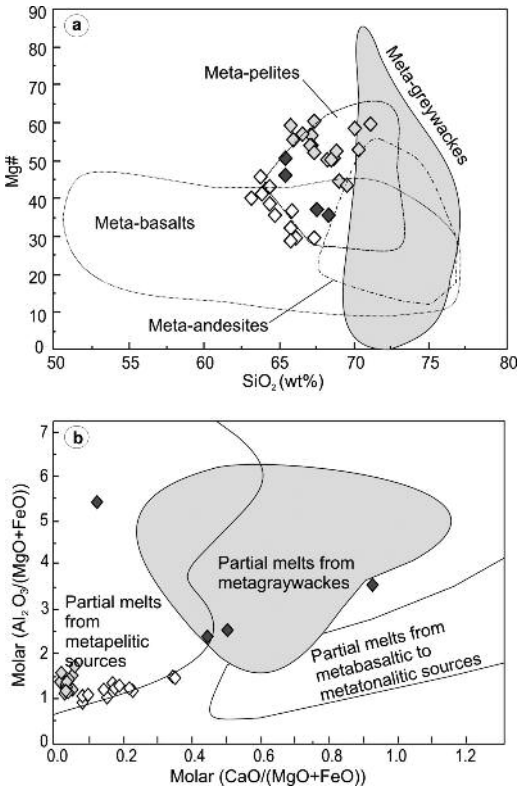 a
90
80
70
60
50
40
30
20
10
0
Mg#
Meta-pelites
Meta-greywackes
Meta-basalts
Meta-andesites
50 60 65 70 75 80
SiO₂ (wt%)
b
7
6
5
4
3
2
1.0
0
Molar (Al₂O₃/(MgO+FeO))
Partial melts from
metagraywackes
Partial melts
from
metapelitic
sources
Partial melts from
metabasaltic to
metatonalitic sources
0.0 0.2 0.4 0.6 0.8 1.0 1.2
Molar (CaO/(MgO+FeO)